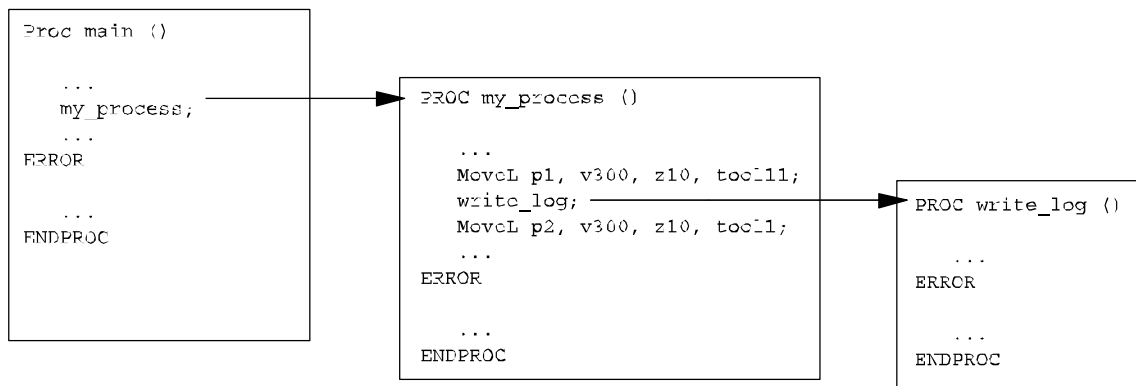 Proc main ()
...
my_process;
...
ERROR
...
ENDPROC
PROC my_process ()
...
MoveL p1, v300, z10, tool11;
write_log;
MoveL p2, v300, z10, tool1;
...
ERROR
...
ENDPROC
PROC write_log ()
...
ERROR
...
ENDPROC